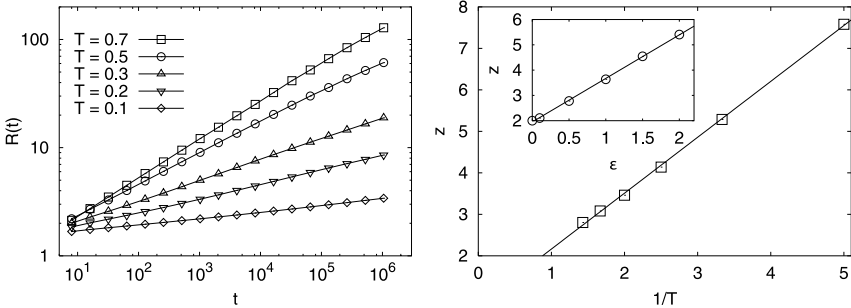 100
10
1
R(t)
T = 0.7
T = 0.5
T = 0.3
T = 0.2
T = 0.1
10¹ 10² 10³ 10⁴ 10⁵ 10⁶
t
8
7
6
5
4
3
2
z
0 1 2 3 4 5
1/T
6
5
4
3
2
z
0 0.5 1 1.5 2
ε